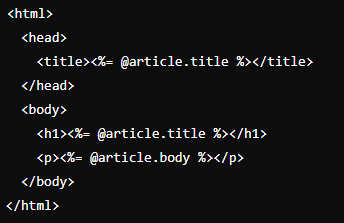 <html>
  <head>
    <title><%= @article.title %></title>
  </head>
  <body>
    <h1><%= @article.title %></h1>
    <p><%= @article.body %></p>
  </body>
</html>